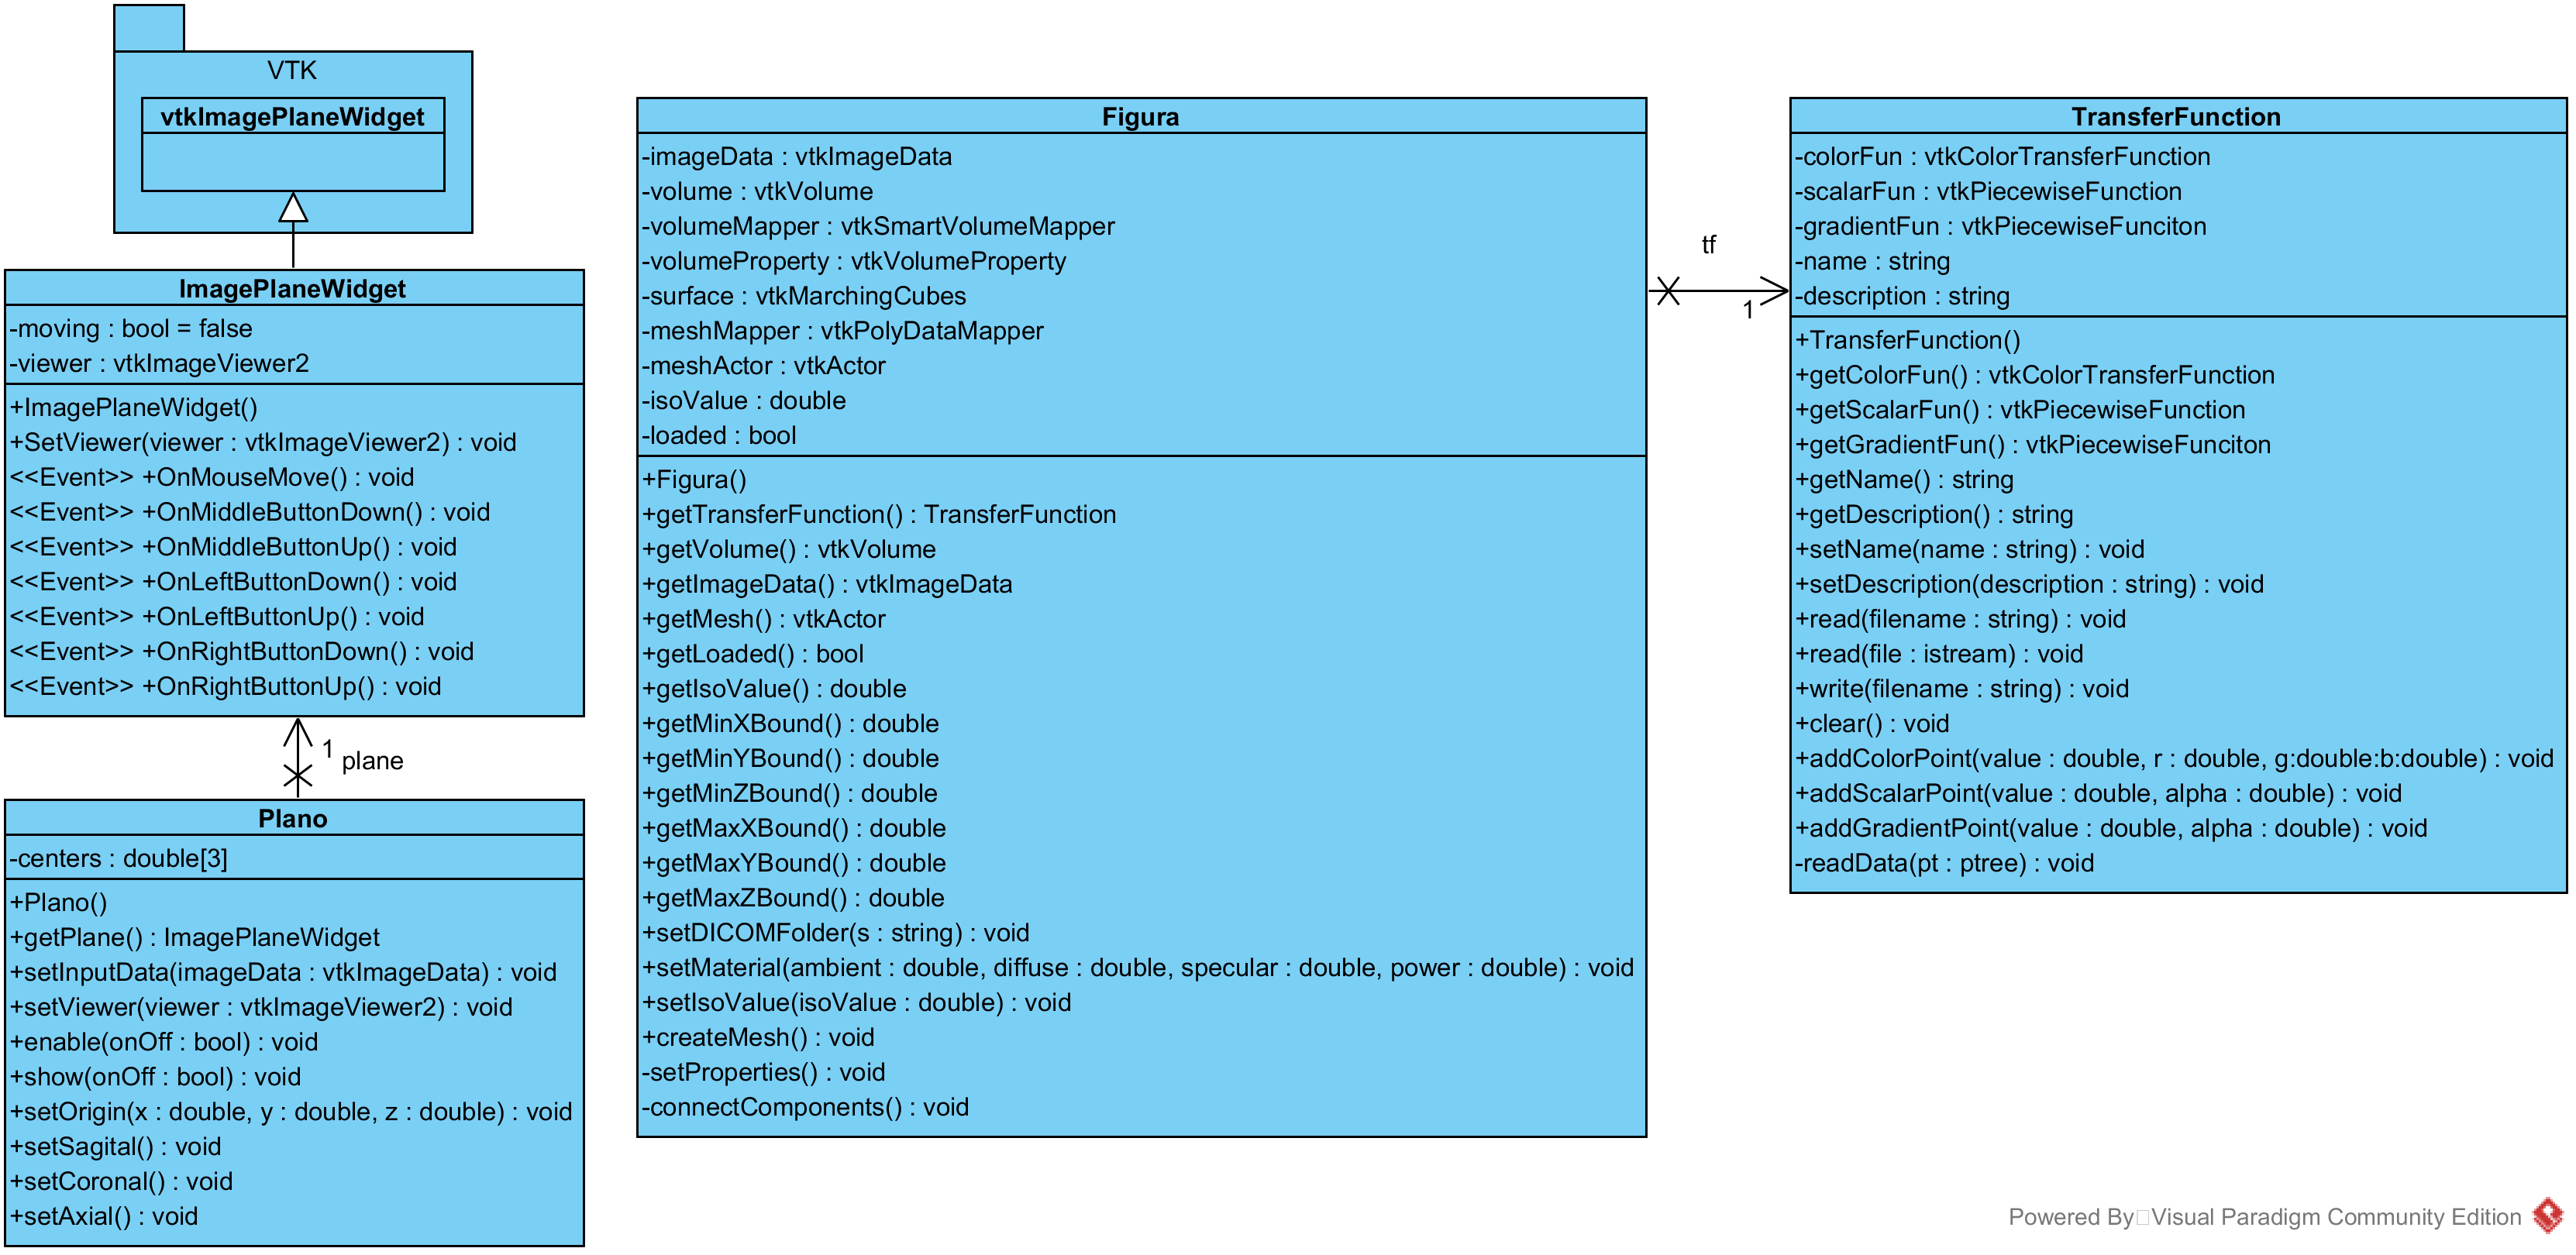 VTK
vtkImagePlaneWidget
ImagePlaneWidget
-moving : bool = false
-viewer : vtkImageViewer2
+ImagePlaneWidget()
+SetViewer(viewer : vtkImageViewer2) : void
<<Event>> +OnMouseMove() : void
<<Event>> +OnMiddleButtonDown() : void
<<Event>> +OnMiddleButtonUp() : void
<<Event>> +OnLeftButtonDown() : void
<<Event>> +OnLeftButtonUp() : void
<<Event>> +OnRightButtonDown() : void
<<Event>> +OnRightButtonUp() : void
1
plane
Plano
-centers : double[3]
+Plano()
+getPlane() : ImagePlaneWidget
+setInputData(imageData : vtkImageData) : void
+setViewer(viewer : vtkImageViewer2) : void
+enable(onOff : bool) : void
+show(onOff : bool) : void
+setOrigin(x : double, y : double, z : double) : void
+setSagital() : void
+setCoronal() : void
+setAxial() : void
Figura
-imageData : vtkImageData
-volume : vtkVolume
-volumeMapper : vtkSmartVolumeMapper
-volumeProperty : vtkVolumeProperty
-surface : vtkMarchingCubes
-meshMapper : vtkPolyDataMapper
-meshActor : vtkActor
-isoValue : double
-loaded : bool
+Figura()
+getTransferFunction() : TransferFunction
+getVolume() : vtkVolume
+getImageData() : vtkImageData
+getMesh() : vtkActor
+getLoaded() : bool
+getIsoValue() : double
+getMinXBound() : double
+getMinYBound() : double
+getMinZBound() : double
+getMaxXBound() : double
+getMaxYBound() : double
+getMaxZBound() : double
+setDICOMFolder(s : string) : void
+setMaterial(ambient : double, diffuse : double, specular : double, power : double) : void
+setIsoValue(isoValue : double) : void
+createMesh() : void
-setProperties() : void
-connectComponents() : void
tf
1
TransferFunction
-colorFun : vtkColorTransferFunction
-scalarFun : vtkPiecewiseFunction
-gradientFun : vtkPiecewiseFunciton
-name : string
-description : string
+TransferFunction()
+getColorFun() : vtkColorTransferFunction
+getScalarFun() : vtkPiecewiseFunction
+getGradientFun() : vtkPiecewiseFunciton
+getName() : string
+getDescription() : string
+setName(name : string) : void
+setDescription(description : string) : void
+read(filename : string) : void
+read(file : istream) : void
+write(filename : string) : void
+clear() : void
+addColorPoint(value : double, r : double, g:double:b:double) : void
+addScalarPoint(value : double, alpha : double) : void
+addGradientPoint(value : double, alpha : double) : void
-readData(pt : ptree) : void
Powered By Visual Paradigm Community Edition